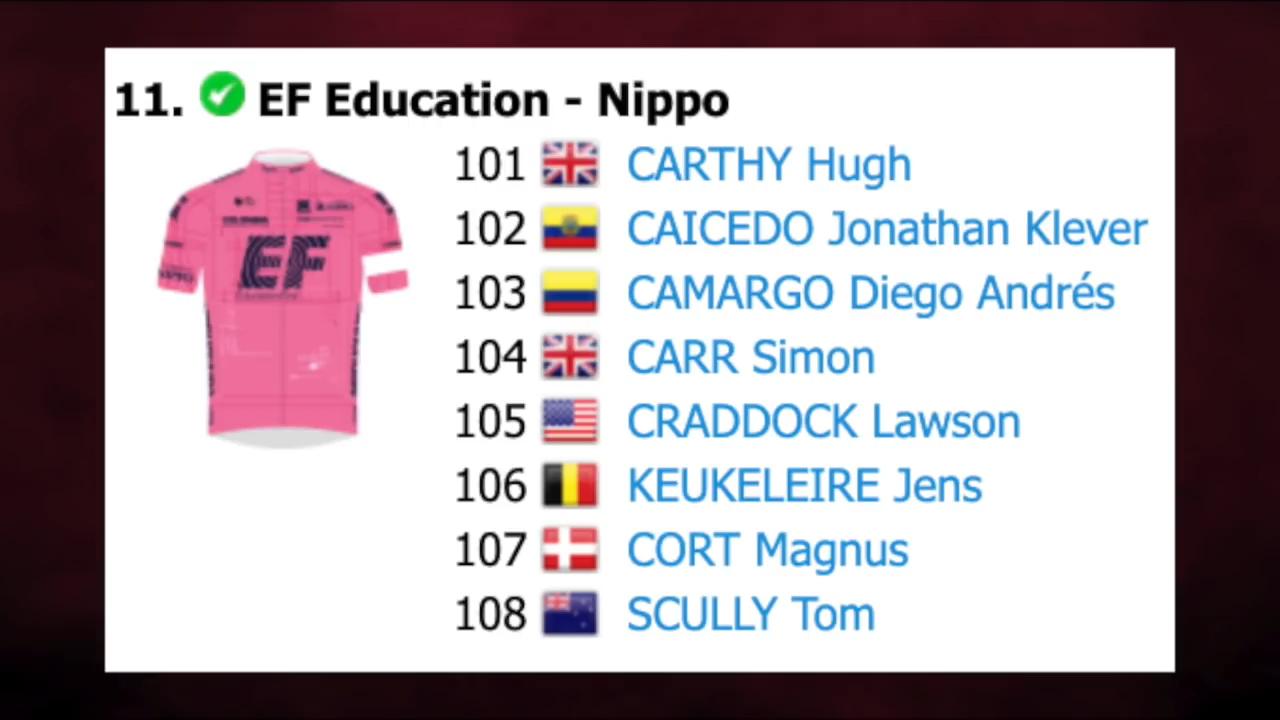 11. EF Education - Nippo
101 CARTHY Hugh
102 CAICEDO Jonathan Klever
103 CAMARGO Diego Andrés
104 CARR Simon
105 CRADDOCK Lawson
106 KEUKELEIRE Jens
107 CORT Magnus
108 SCULLY Tom
EF